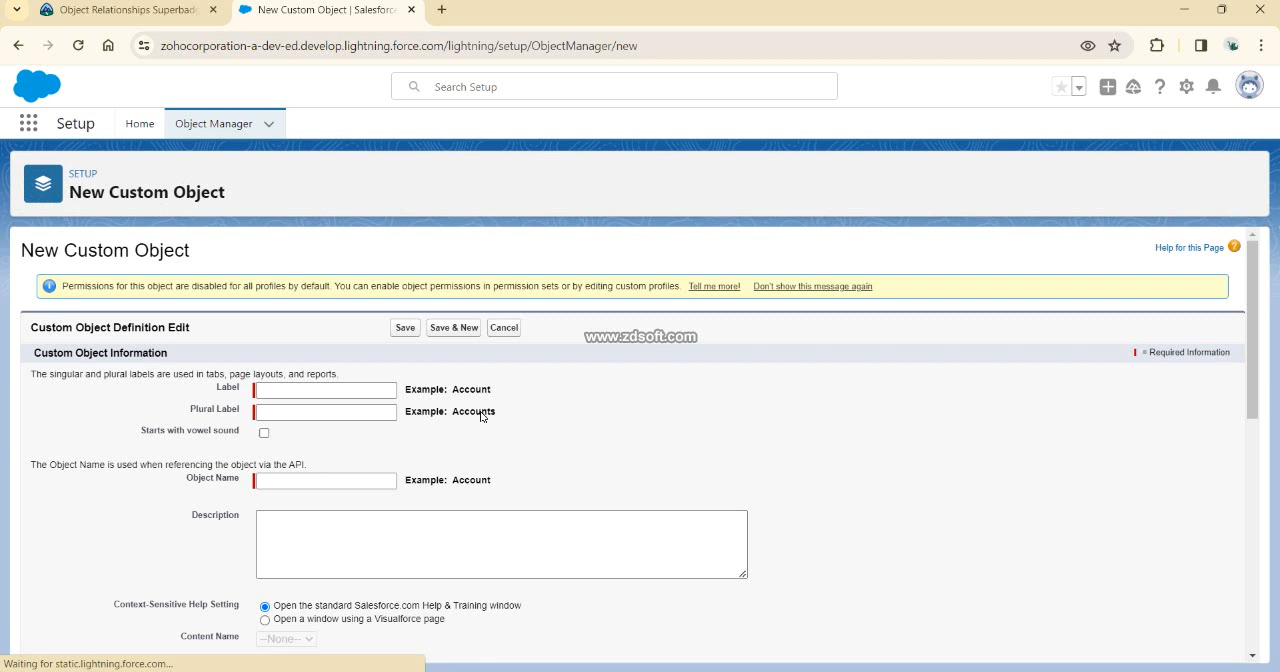 Object Relationships Superbad
New Custom Object | Salesforce
zohocorporation-a-dev-ed.develop.lightning.force.com/lightning/setup/ObjectManager/new
Search Setup
Setup
Home
Object Manager
SETUP
New Custom Object
New Custom Object
Help for this Page
Permissions for this object are disabled for all profiles by default. You can enable object permissions in permission sets or by editing custom profiles. Tell me more! Don't show this message again
Custom Object Definition Edit
Save
Save & New
Cancel
www.zdsoft.com
Custom Object Information
= Required Information
The singular and plural labels are used in tabs, page layouts, and reports.
Label
Example: Account
Plural Label
Example: Accounts
Starts with vowel sound
The Object Name is used when referencing the object via the API.
Object Name
Example: Account
Description
Context-Sensitive Help Setting
Open the standard Salesforce.com Help & Training window
Open a window using a Visualforce page
Content Name
--None--
Waiting for static.lightning.force.com...